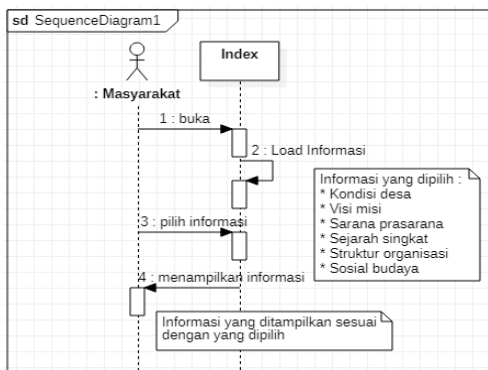 sd SequenceDiagram1
Index
: Masyarakat
1 : buka
2 : Load Informasi
Informasi yang dipilih :
* Kondisi desa
* Visi misi
* Sarana prasarana
* Sejarah singkat
* Struktur organisasi
* Sosial budaya
3 : pilih informasi
4 : menampilkan informasi
Informasi yang ditampilkan sesuai
dengan yang dipilih